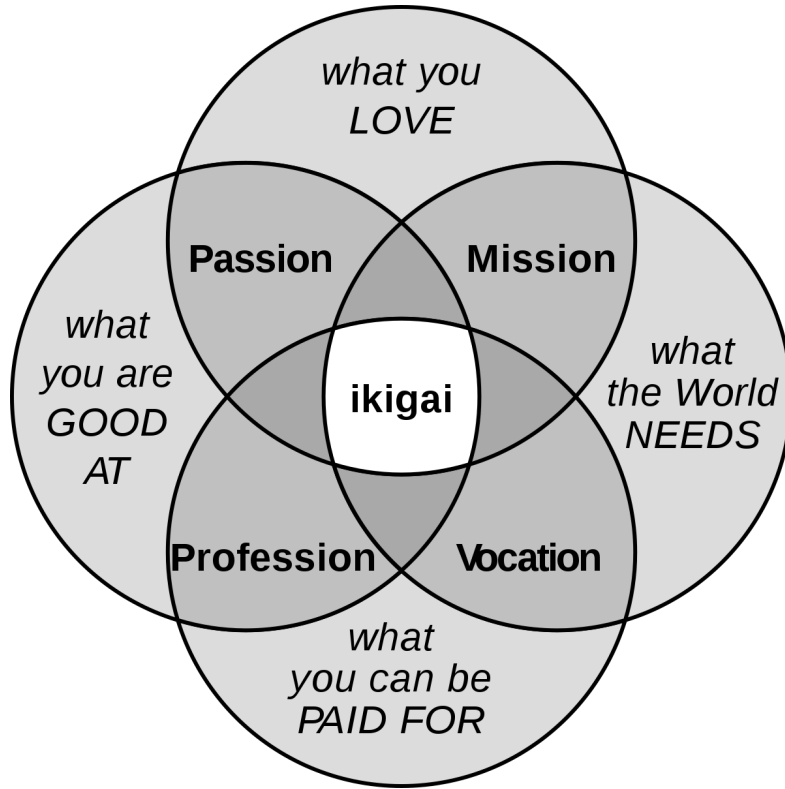 what you
LOVE
Passion
Mission
what
you are
GOOD
AT
ikigai
what
the World
NEEDS
Profession
Vocation
what
you can be
PAID FOR